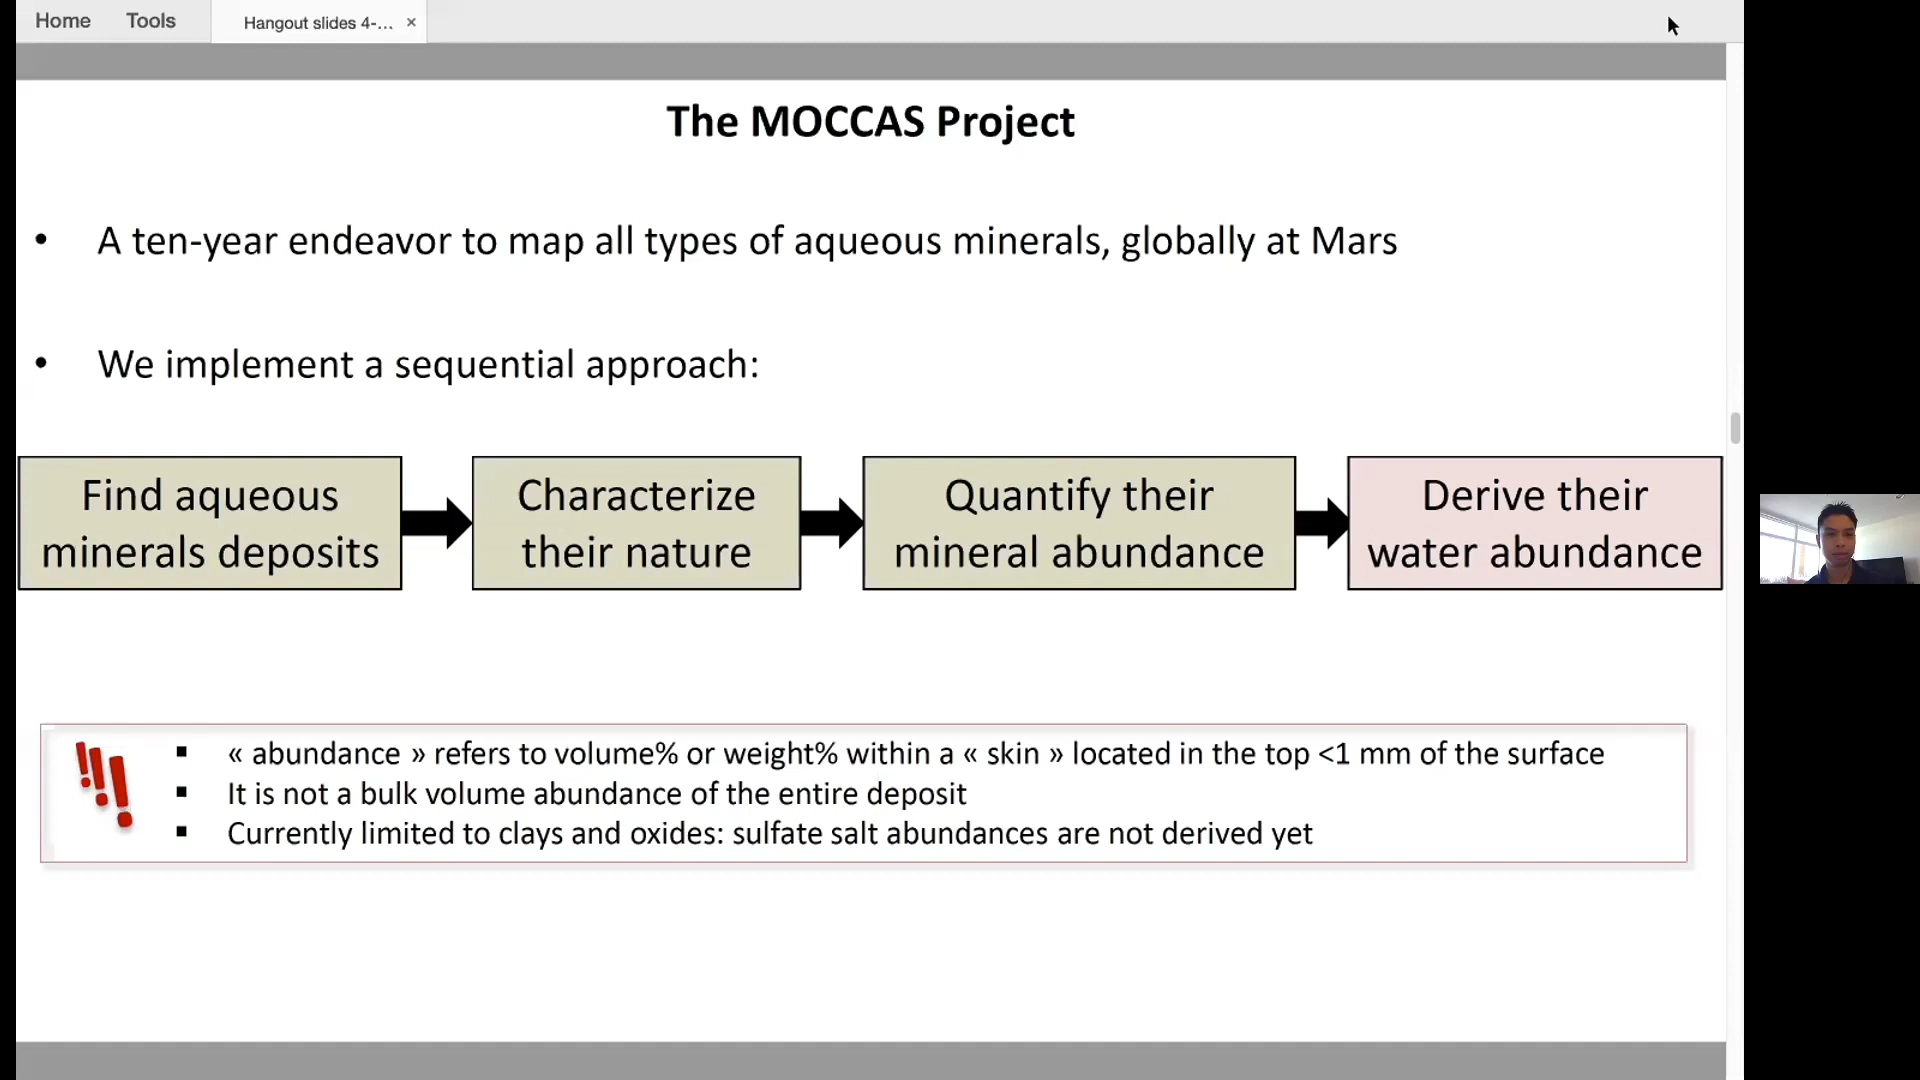 Home Tools Hangout slides 4-... ×
The MOCCAS Project
• A ten-year endeavor to map all types of aqueous minerals, globally at Mars
• We implement a sequential approach:
Find aqueous
minerals deposits
Characterize
their nature
Quantify their
mineral abundance
Derive their
water abundance
!!!
▪ « abundance » refers to volume% or weight% within a « skin » located in the top <1 mm of the surface
▪ It is not a bulk volume abundance of the entire deposit
▪ Currently limited to clays and oxides: sulfate salt abundances are not derived yet